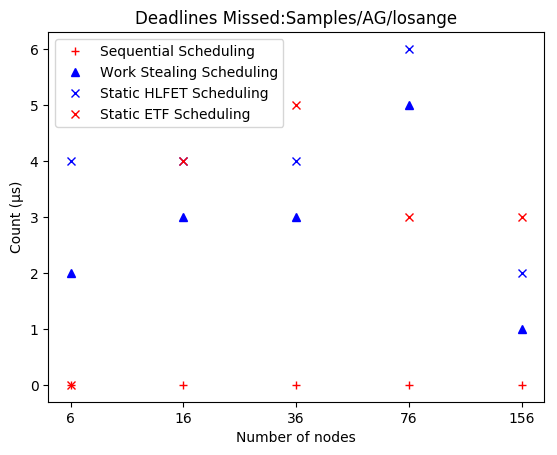 Deadlines Missed:Samples/AG/losange
Sequential Scheduling
Work Stealing Scheduling
Static HLFET Scheduling
Static ETF Scheduling
6
5
4
3
2
1
0
Count (µs)
6 16 36 76 156
Number of nodes